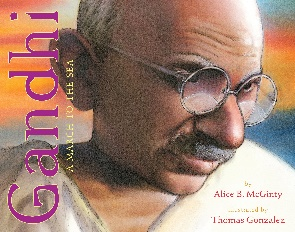 Gandhi
A MARCH TO THE SEA
by
Alice B. McGinty
illustrated by
Thomas Gonzalez